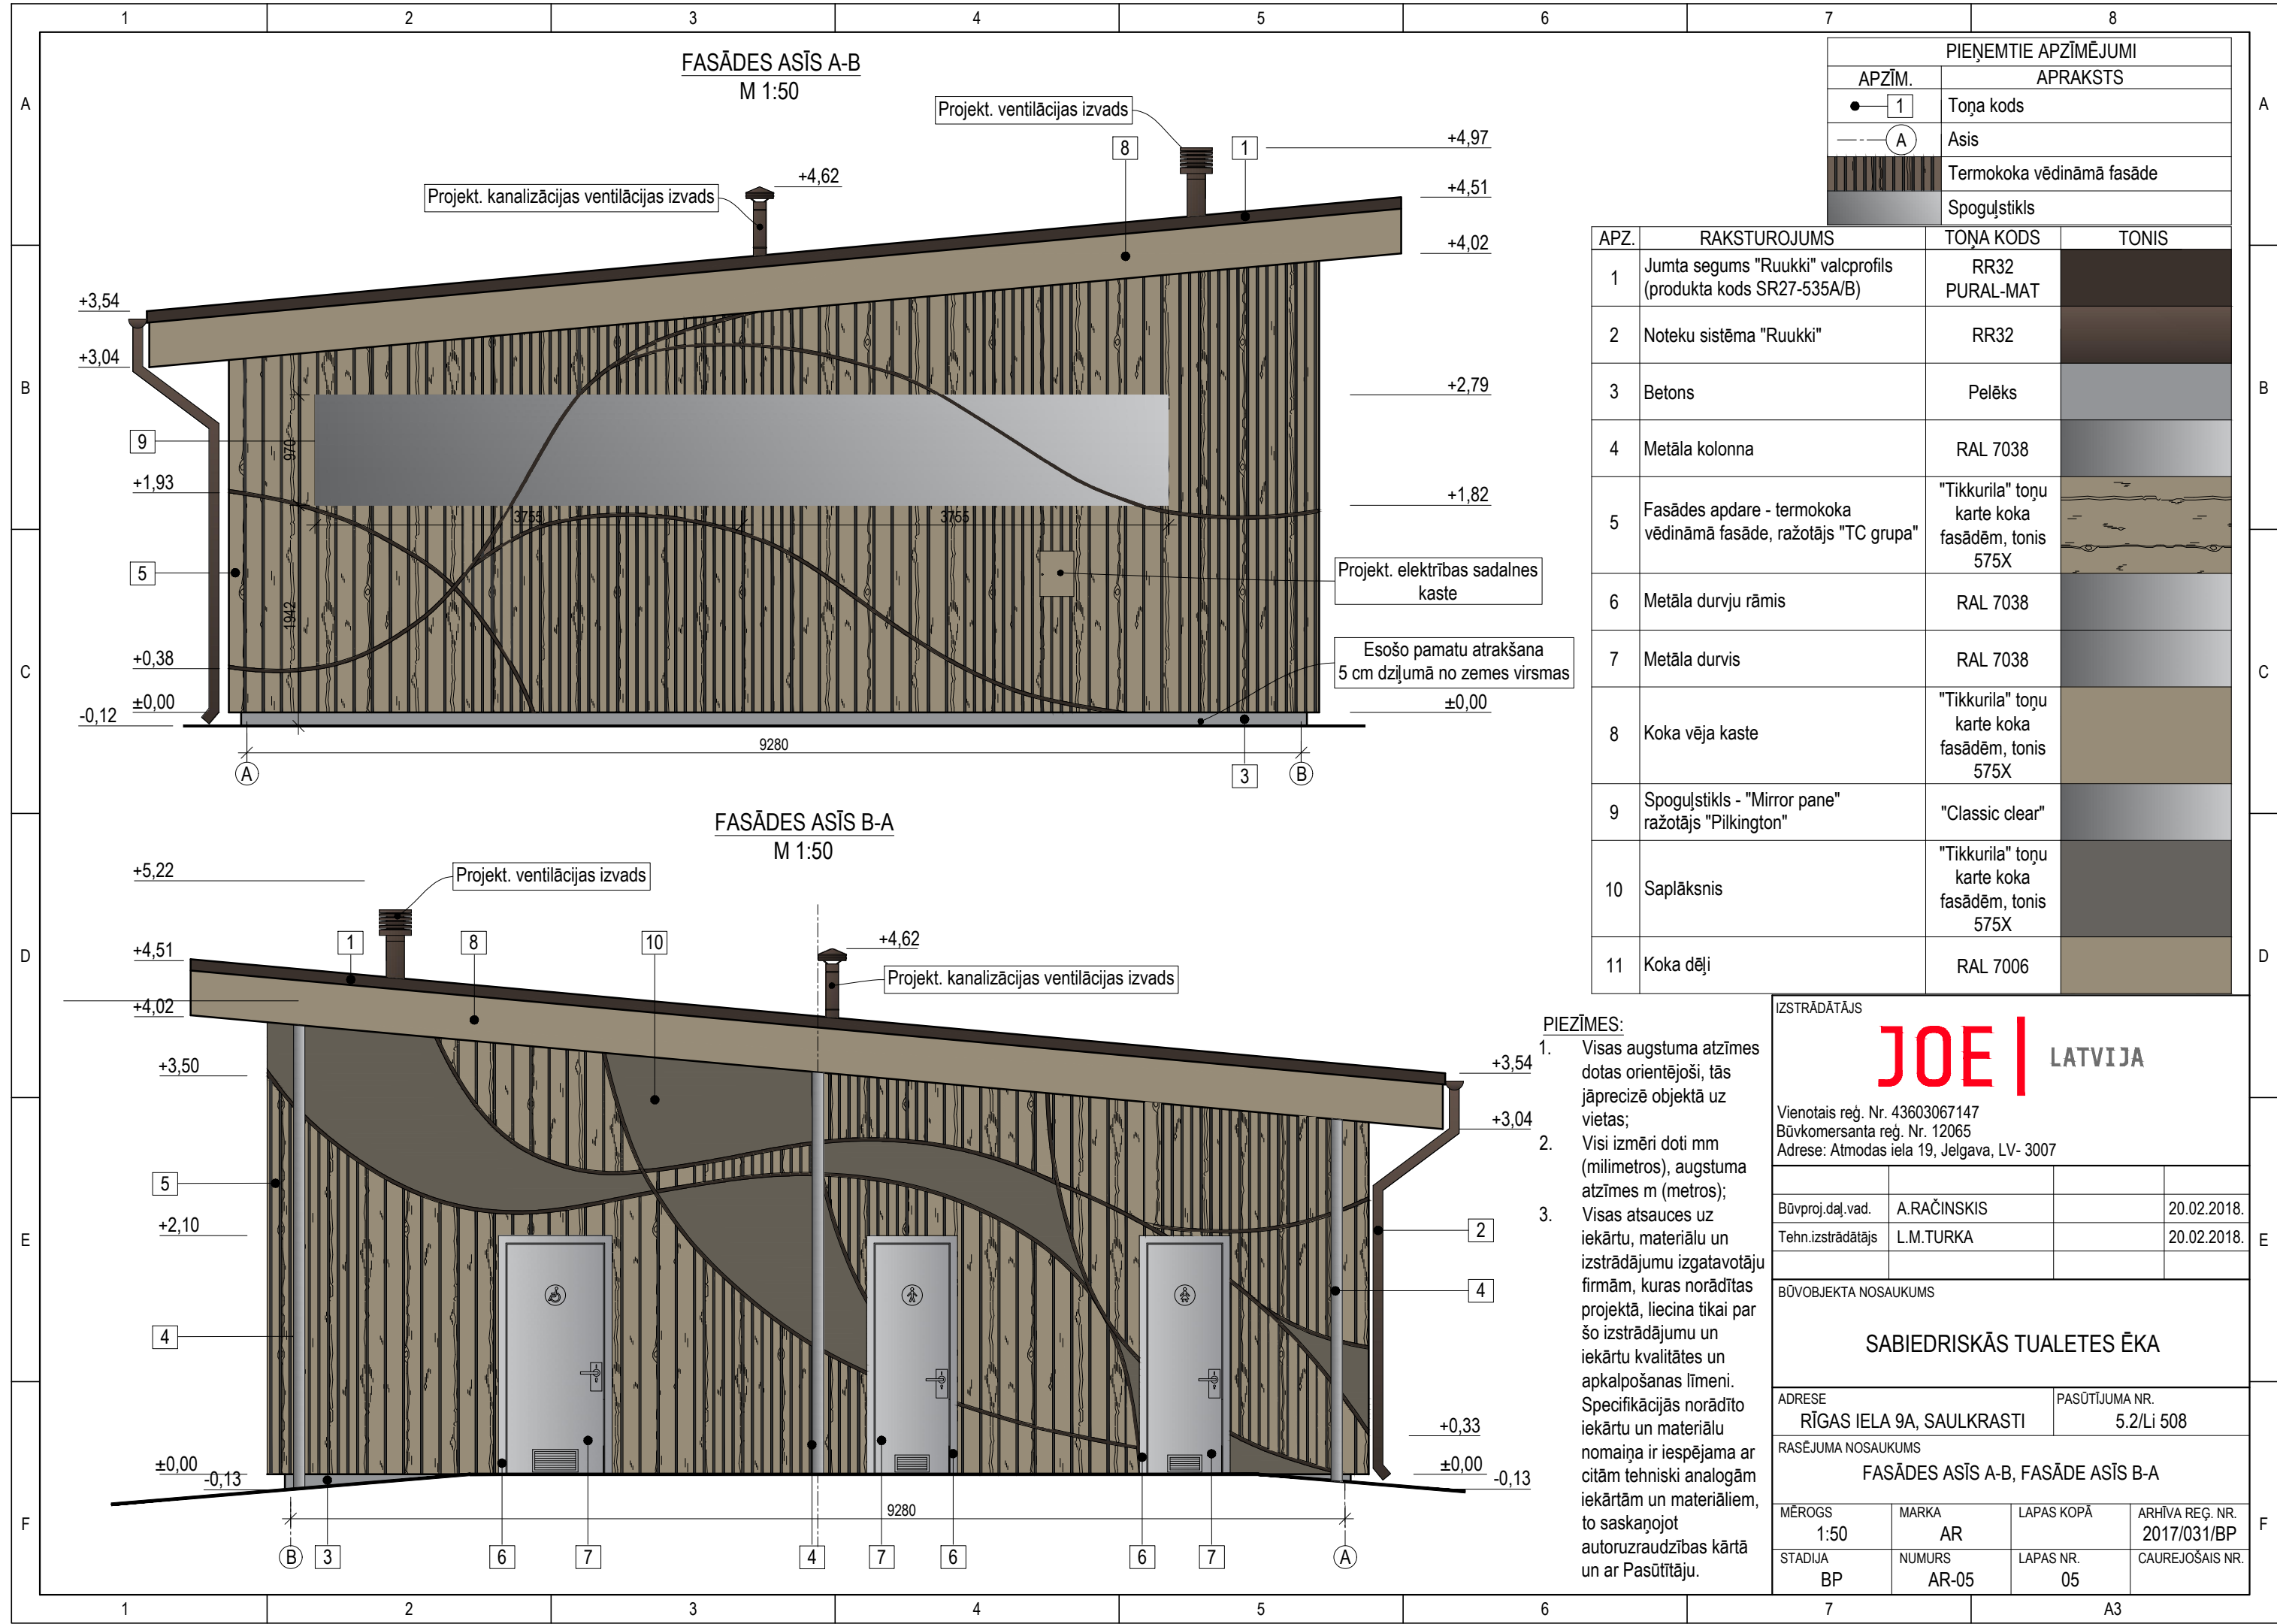 1 2 3 4 5 6 7 8
A
B
C
D
E
F
FASĀDES ASĪS A-B
M 1:50
Projekt. ventilācijas izvads
8
1
+4,97
+4,62
Projekt. kanalizācijas ventilācijas izvads
+4,51
+4,02
+3,54
+3,04
+2,79
9
970
+1,93
+1,82
3755
3755
5
Projekt. elektrības sadalnes
kaste
1942
Esošo pamatu atrakšana
5 cm dziļumā no zemes virsmas
+0,38
±0,00
-0,12
±0,00
9280
A
3
B
FASĀDES ASĪS B-A
M 1:50
+5,22
Projekt. ventilācijas izvads
1
8
10
+4,62
+4,51
Projekt. kanalizācijas ventilācijas izvads
+4,02
+3,50
+3,54
+3,04
5
+2,10
2
4
4
+0,33
±0,00
-0,13
±0,00
-0,13
9280
B
3
6
7
4
7
6
6
7
A
PIEŅEMTIE APZĪMĒJUMI
APZĪM. APRAKSTS
1 Toņa kods
A Asis
Termokoka vēdināmā fasāde
Spoguļstikls
APZ. RAKSTUROJUMS TOŅA KODS TONIS
1 Jumta segums "Ruukki" valcprofils
(produkta kods SR27-535A/B)
RR32
PURAL-MAT
2 Noteku sistēma "Ruukki" RR32
3 Betons Pelēks
4 Metāla kolonna RAL 7038
5 Fasādes apdare - termokoka
vēdināmā fasāde, ražotājs "TC grupa"
"Tikkurila" toņu
karte koka
fasādēm, tonis
575X
6 Metāla durvju rāmis RAL 7038
7 Metāla durvis RAL 7038
8 Koka vēja kaste
"Tikkurila" toņu
karte koka
fasādēm, tonis
575X
9 Spoguļstikls - "Mirror pane"
ražotājs "Pilkington"
"Classic clear"
10 Saplāksnis
"Tikkurila" toņu
karte koka
fasādēm, tonis
575X
11 Koka dēļi RAL 7006
PIEZĪMES:
1. Visas augstuma atzīmes
dotas orientējoši, tās
jāprecizē objektā uz
vietas;
2. Visi izmēri doti mm
(milimetros), augstuma
atzīmes m (metros);
3. Visas atsauces uz
iekārtu, materiālu un
izstrādājumu izgatavotāju
firmām, kuras norādītas
projektā, liecina tikai par
šo izstrādājumu un
iekārtu kvalitātes un
apkalpošanas līmeni.
Specifikācijās norādīto
iekārtu un materiālu
nomaiņa ir iespējama ar
citām tehniski analogām
iekārtām un materiāliem,
to saskaņojot
autoruzraudzības kārtā
un ar Pasūtītāju.
IZSTRĀDĀTĀJS
JOE | LATVIJA
Vienotais reģ. Nr. 43603067147
Būvkomersanta reģ. Nr. 12065
Adrese: Atmodas iela 19, Jelgava, LV- 3007
Būvproj.daļ.vad. A.RAČINSKIS 20.02.2018.
Tehn.izstrādātājs L.M.TURKA 20.02.2018.
BŪVOBJEKTA NOSAUKUMS
SABIEDRISKĀS TUALETES ĒKA
ADRESE
RĪGAS IELA 9A, SAULKRASTI
PASŪTĪJUMA NR.
5.2/Li 508
RASĒJUMA NOSAUKUMS
FASĀDES ASĪS A-B, FASĀDE ASĪS B-A
MĒROGS MARKA LAPAS KOPĀ ARHĪVA REĢ. NR.
1:50 AR 2017/031/BP
STADIJA NUMURS LAPAS NR. CAUREJOŠAIS NR.
BP AR-05 05
A
B
C
D
E
F
1 2 3 4 5 6 7 A3